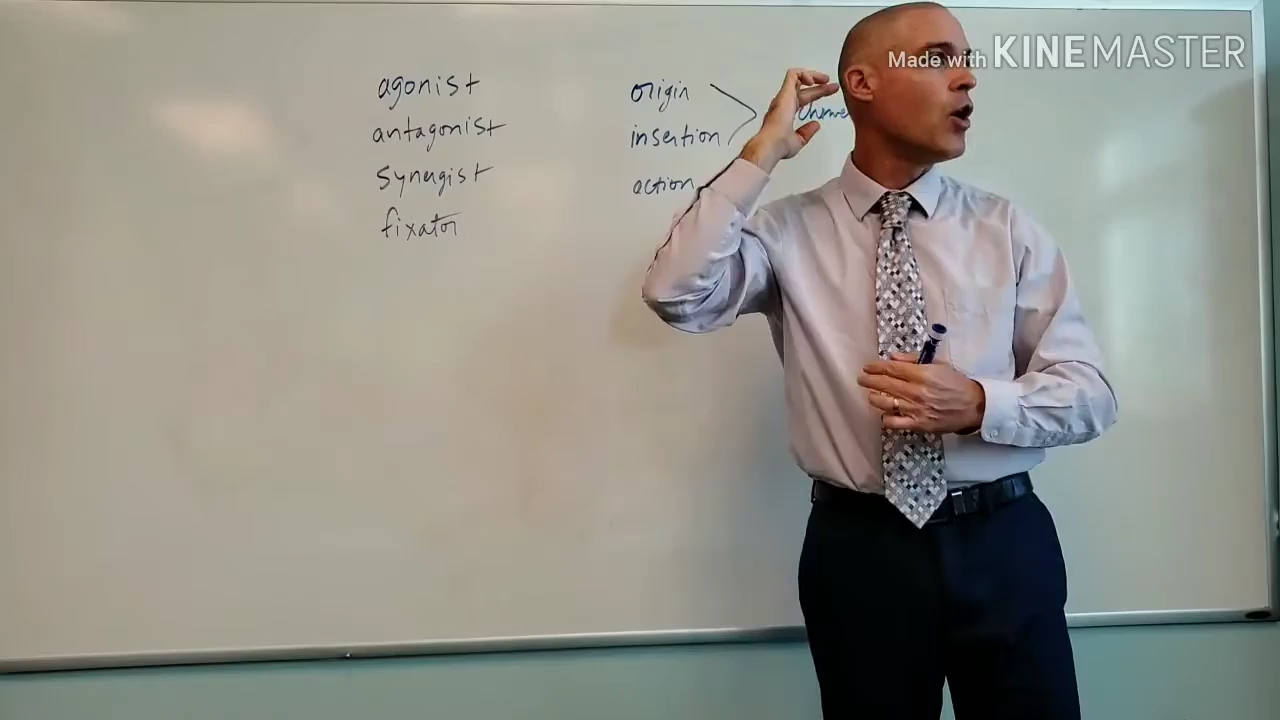 agonist
antagonist
synergist
fixator
origin
insertion
action
Made with KINEMASTER